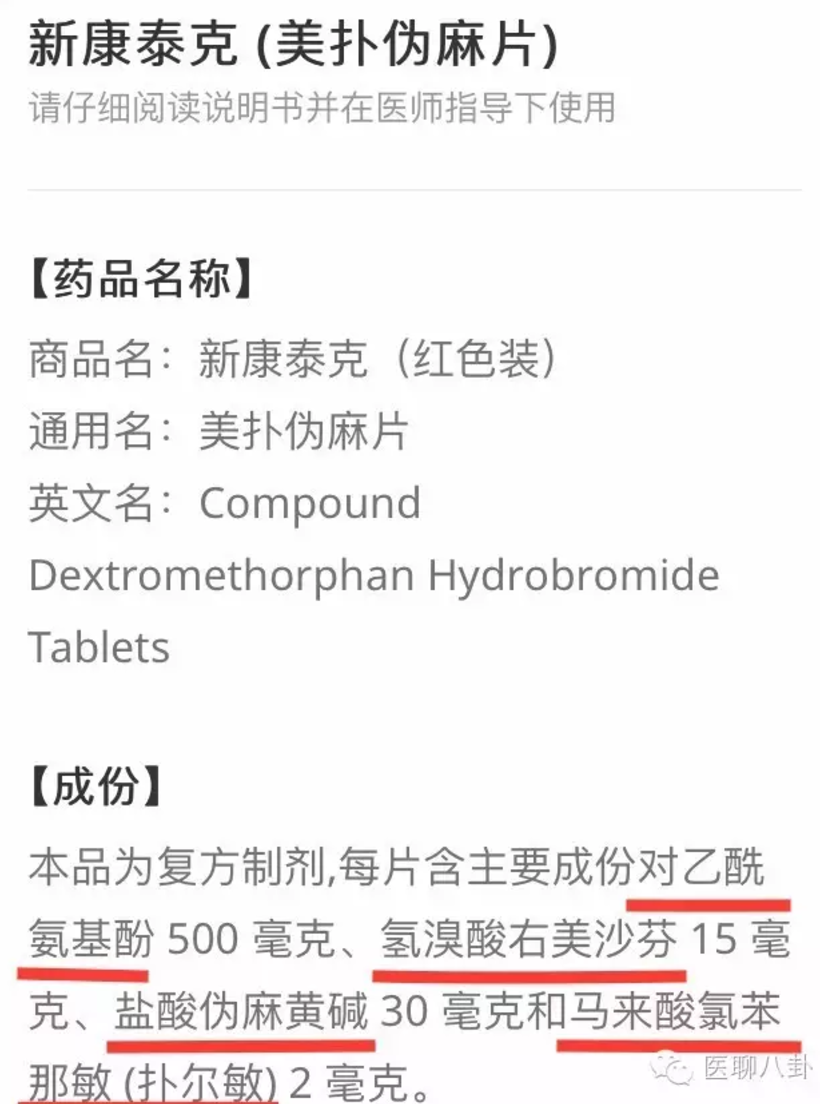 新康泰克 (美扑伪麻片)
请仔细阅读说明书并在医师指导下使用
【药品名称】
商品名：新康泰克（红色装）
通用名：美扑伪麻片
英文名：Compound
Dextromethorphan Hydrobromide
Tablets
【成份】
本品为复方制剂,每片含主要成份对乙酰
氨基酚 500 毫克、氢溴酸右美沙芬 15 毫
克、盐酸伪麻黄碱 30 毫克和马来酸氯苯
那敏 (扑尔敏) 2 毫克。
医聊八卦